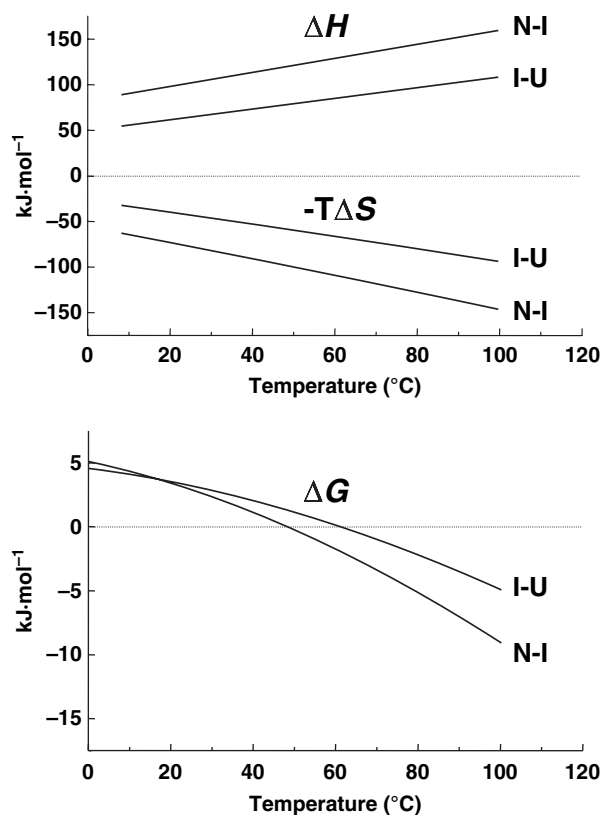 ΔH
N-I
I-U
150
100
50
0
−50
−100
−150
kJ·mol⁻¹
-TΔS
I-U
N-I
0 20 40 60 80 100 120
Temperature (°C)
5
0
−5
−10
−15
kJ·mol⁻¹
ΔG
I-U
N-I
0 20 40 60 80 100 120
Temperature (°C)